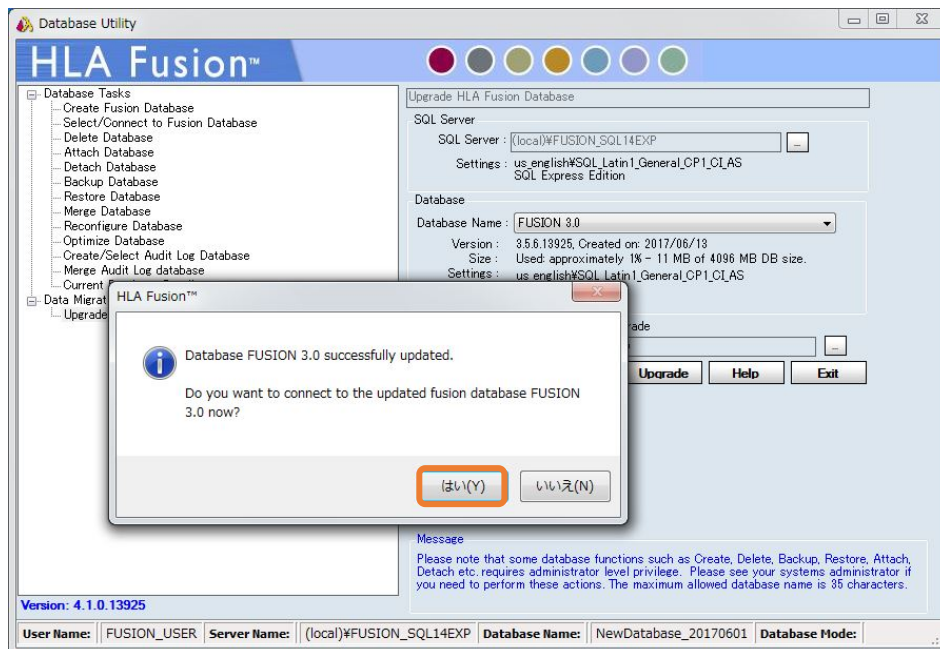 Database Utility
HLA Fusion™
Database Tasks
Create Fusion Database
Select/Connect to Fusion Database
Delete Database
Attach Database
Detach Database
Backup Database
Restore Database
Merge Database
Reconfigure Database
Optimize Database
Create/Select Audit Log Database
Merge Audit Log database
Current
Data Migrat
Upgrade
Upgrade HLA Fusion Database
SQL Server
SQL Server : (local)¥FUSION_SQL14EXP ...
Settings : us_english¥SQL_Latin1_General_CP1_CI_AS
SQL Express Edition
Database
Database Name : FUSION 3.0
Version : 3.5.6.13925, Created on: 2017/06/13
Size : Used: approximately 1% - 11 MB of 4096 MB DB size.
Settings : us_english¥SQL_Latin1_General_CP1_CI_AS
rade
...
Upgrade Help Exit
HLA Fusion™
Database FUSION 3.0 successfully updated.
Do you want to connect to the updated fusion database FUSION
3.0 now?
はい(Y) いいえ(N)
Message
Please note that some database functions such as Create, Delete, Backup, Restore, Attach,
Detach etc. requires administrator level privilege. Please see your systems administrator if
you need to perform these actions. The maximum allowed database name is 35 characters.
Version: 4.1.0.13925
User Name: FUSION_USER Server Name: (local)¥FUSION_SQL14EXP Database Name: NewDatabase_20170601 Database Mode: